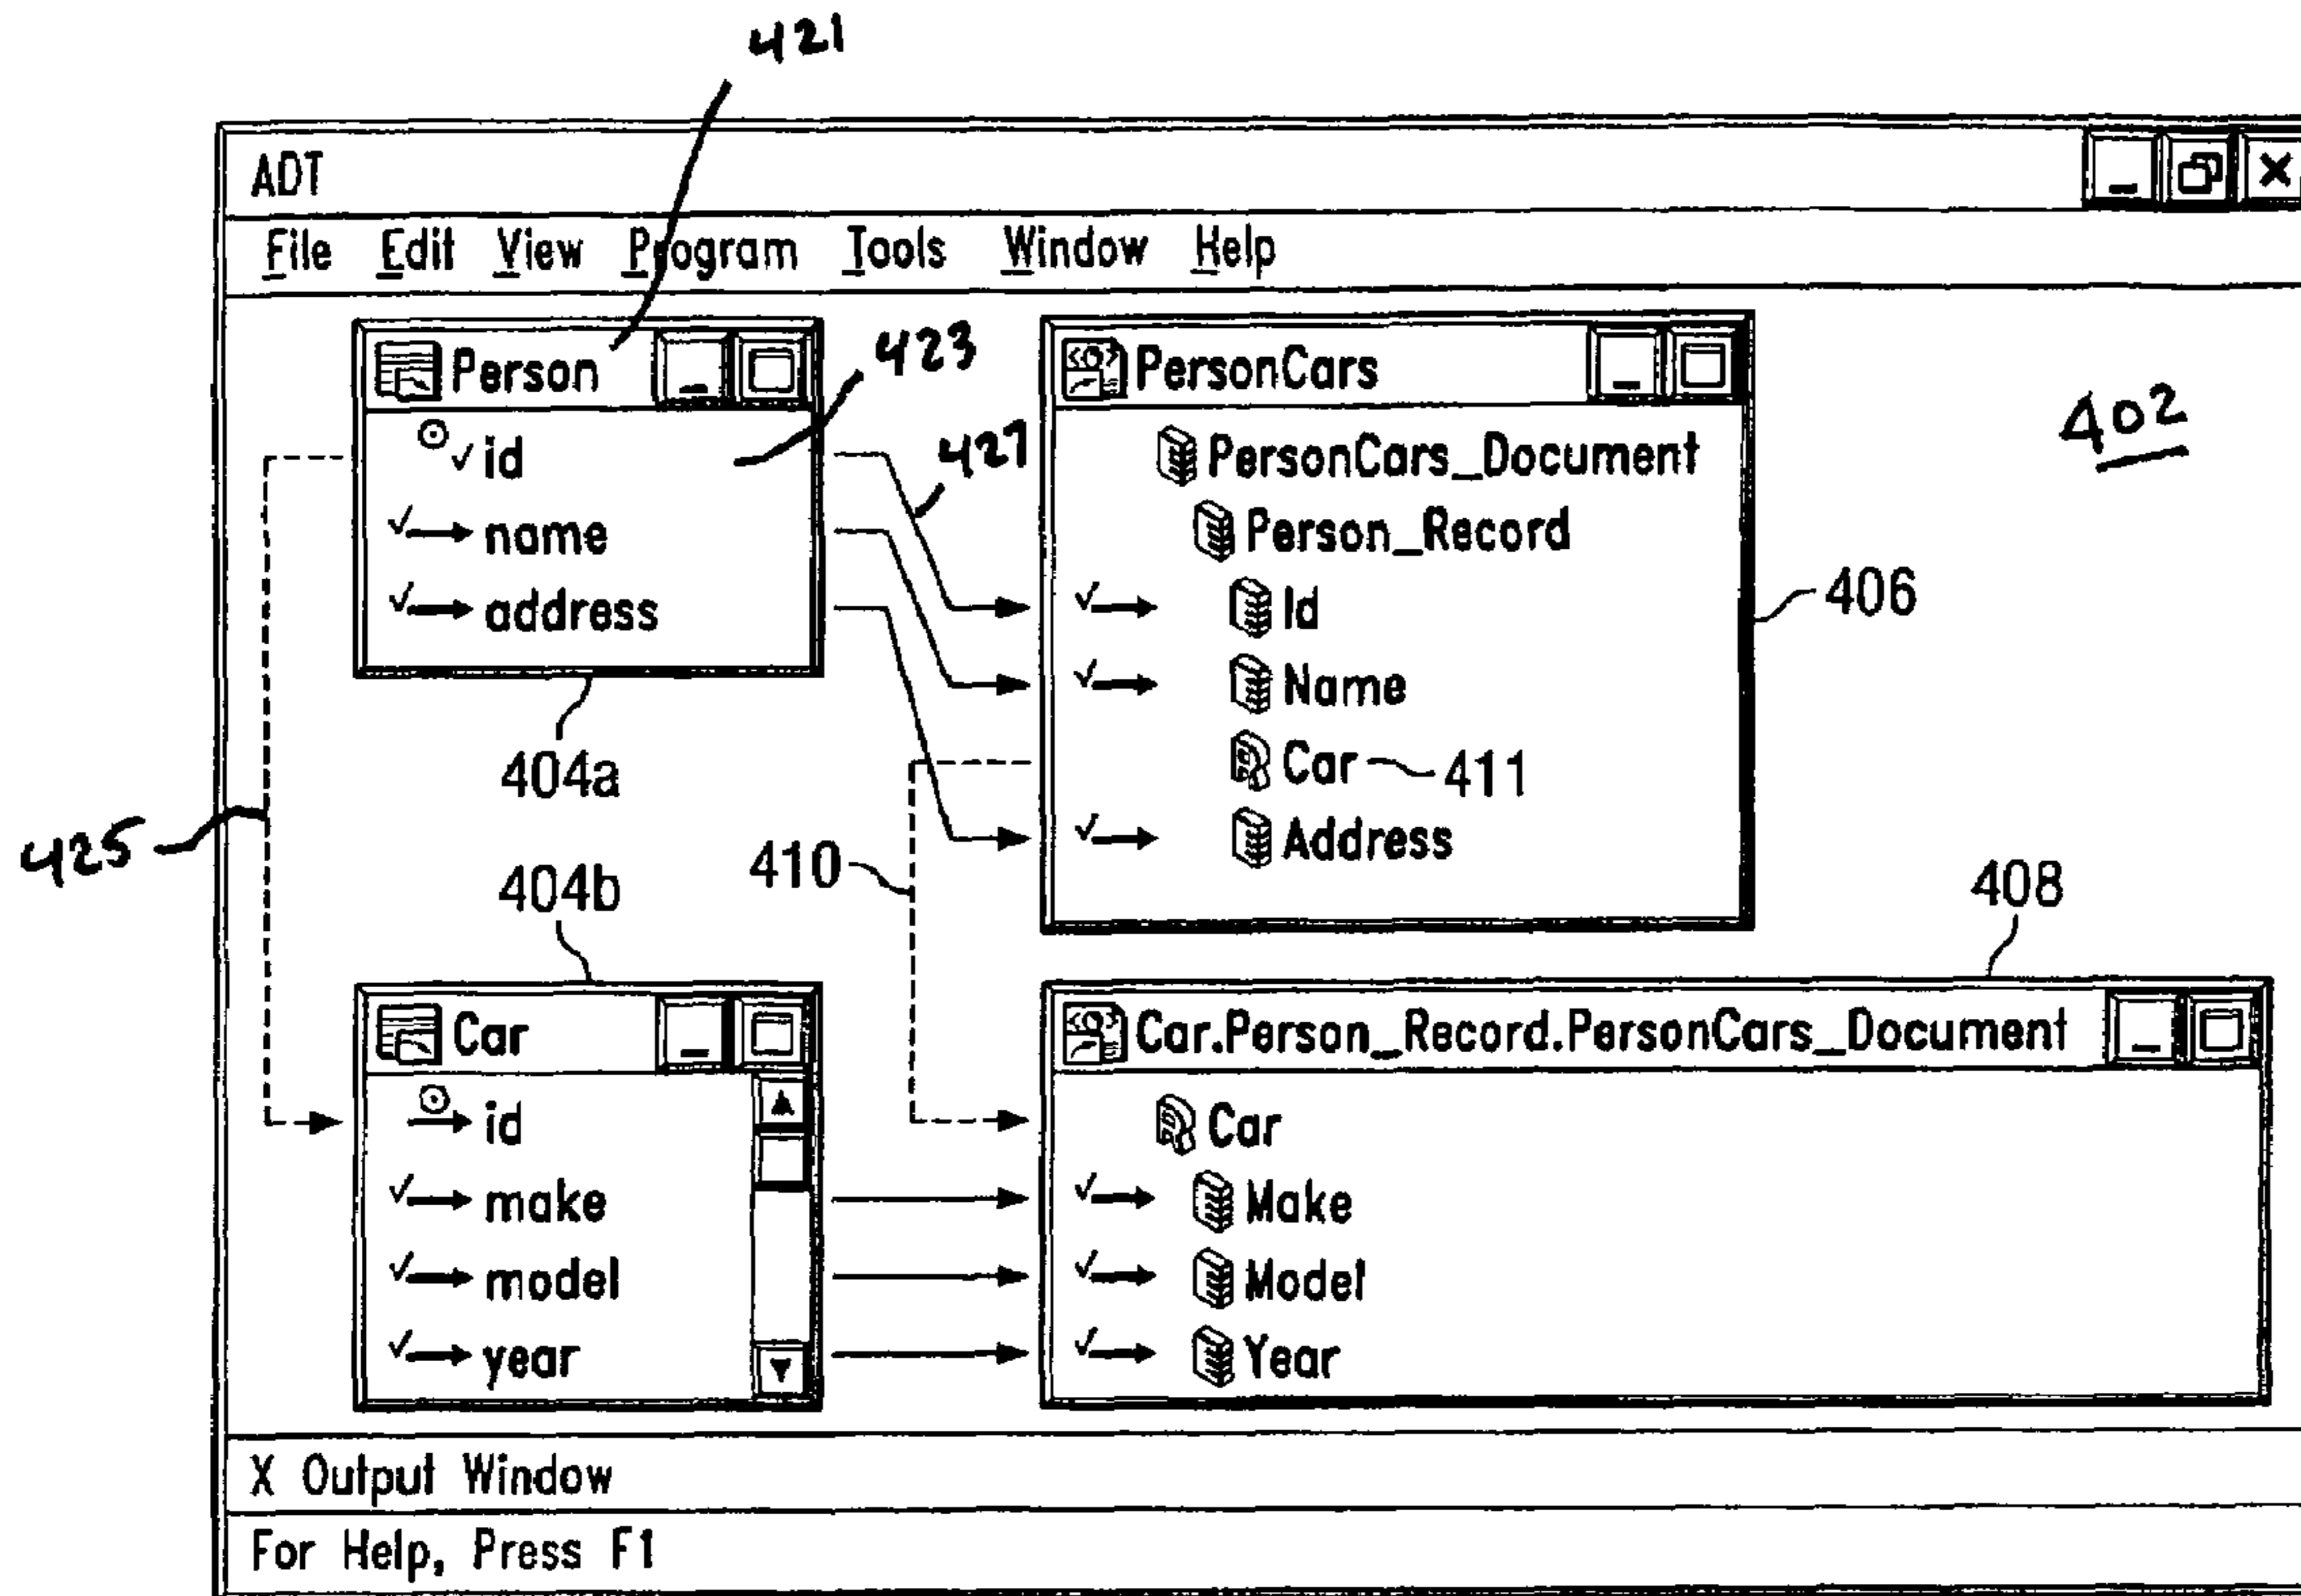 421
ADT
File Edit View Program Tools Window Help
Person
423
id
name
address
404a
427
PersonCars
PersonCars_Document
Person_Record
Id
Name
Car
411
Address
402
406
425
404b
410
408
Car
id
make
model
year
Car.Person_Record.PersonCars_Document
Car
Make
Model
Year
X Output Window
For Help, Press F1